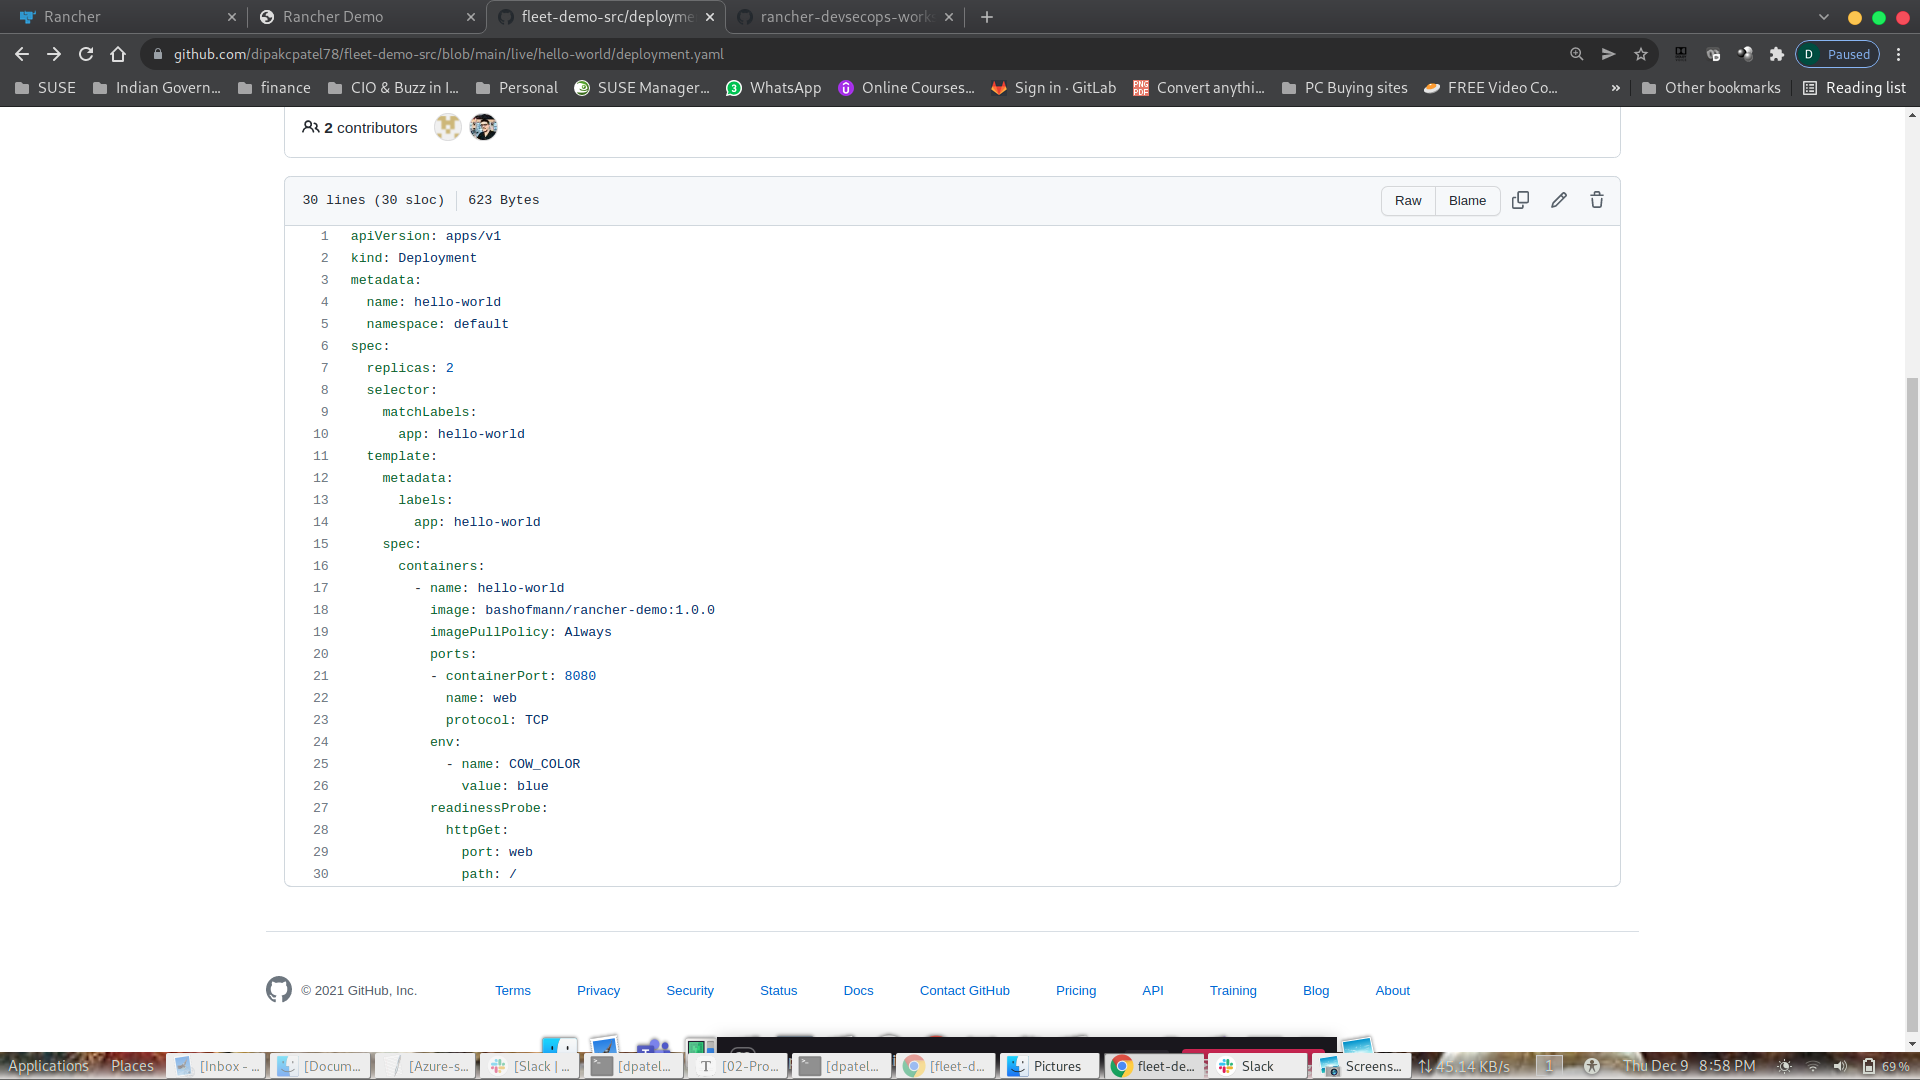 Rancher
Rancher Demo
fleet-demo-src/deployme
rancher-devsecops-works
github.com/dipakcpatel78/fleet-demo-src/blob/main/live/hello-world/deployment.yaml
D Paused
SUSE
Indian Govern...
finance
CIO & Buzz in I...
Personal
SUSE Manager...
3 WhatsApp
Online Courses...
Sign in · GitLab
Convert anythi...
PC Buying sites
FREE Video Co...
»
Other bookmarks
Reading list
2 contributors
30 lines (30 sloc) 623 Bytes
Raw Blame
1 apiVersion: apps/v1
2 kind: Deployment
3 metadata:
4 name: hello-world
5 namespace: default
6 spec:
7 replicas: 2
8 selector:
9 matchLabels:
10 app: hello-world
11 template:
12 metadata:
13 labels:
14 app: hello-world
15 spec:
16 containers:
17 - name: hello-world
18 image: bashofmann/rancher-demo:1.0.0
19 imagePullPolicy: Always
20 ports:
21 - containerPort: 8080
22 name: web
23 protocol: TCP
24 env:
25 - name: COW_COLOR
26 value: blue
27 readinessProbe:
28 httpGet:
29 port: web
30 path: /
© 2021 GitHub, Inc. Terms Privacy Security Status Docs Contact GitHub Pricing API Training Blog About
Applications Places [Inbox - ... [Docum... [Azure-s... [Slack | ... [dpatel... [02-Pro... [dpatel... [fleet-d... Pictures fleet-de... Slack Screens... 45.14 KB/s 1 Thu Dec 9 8:58 PM 69 %